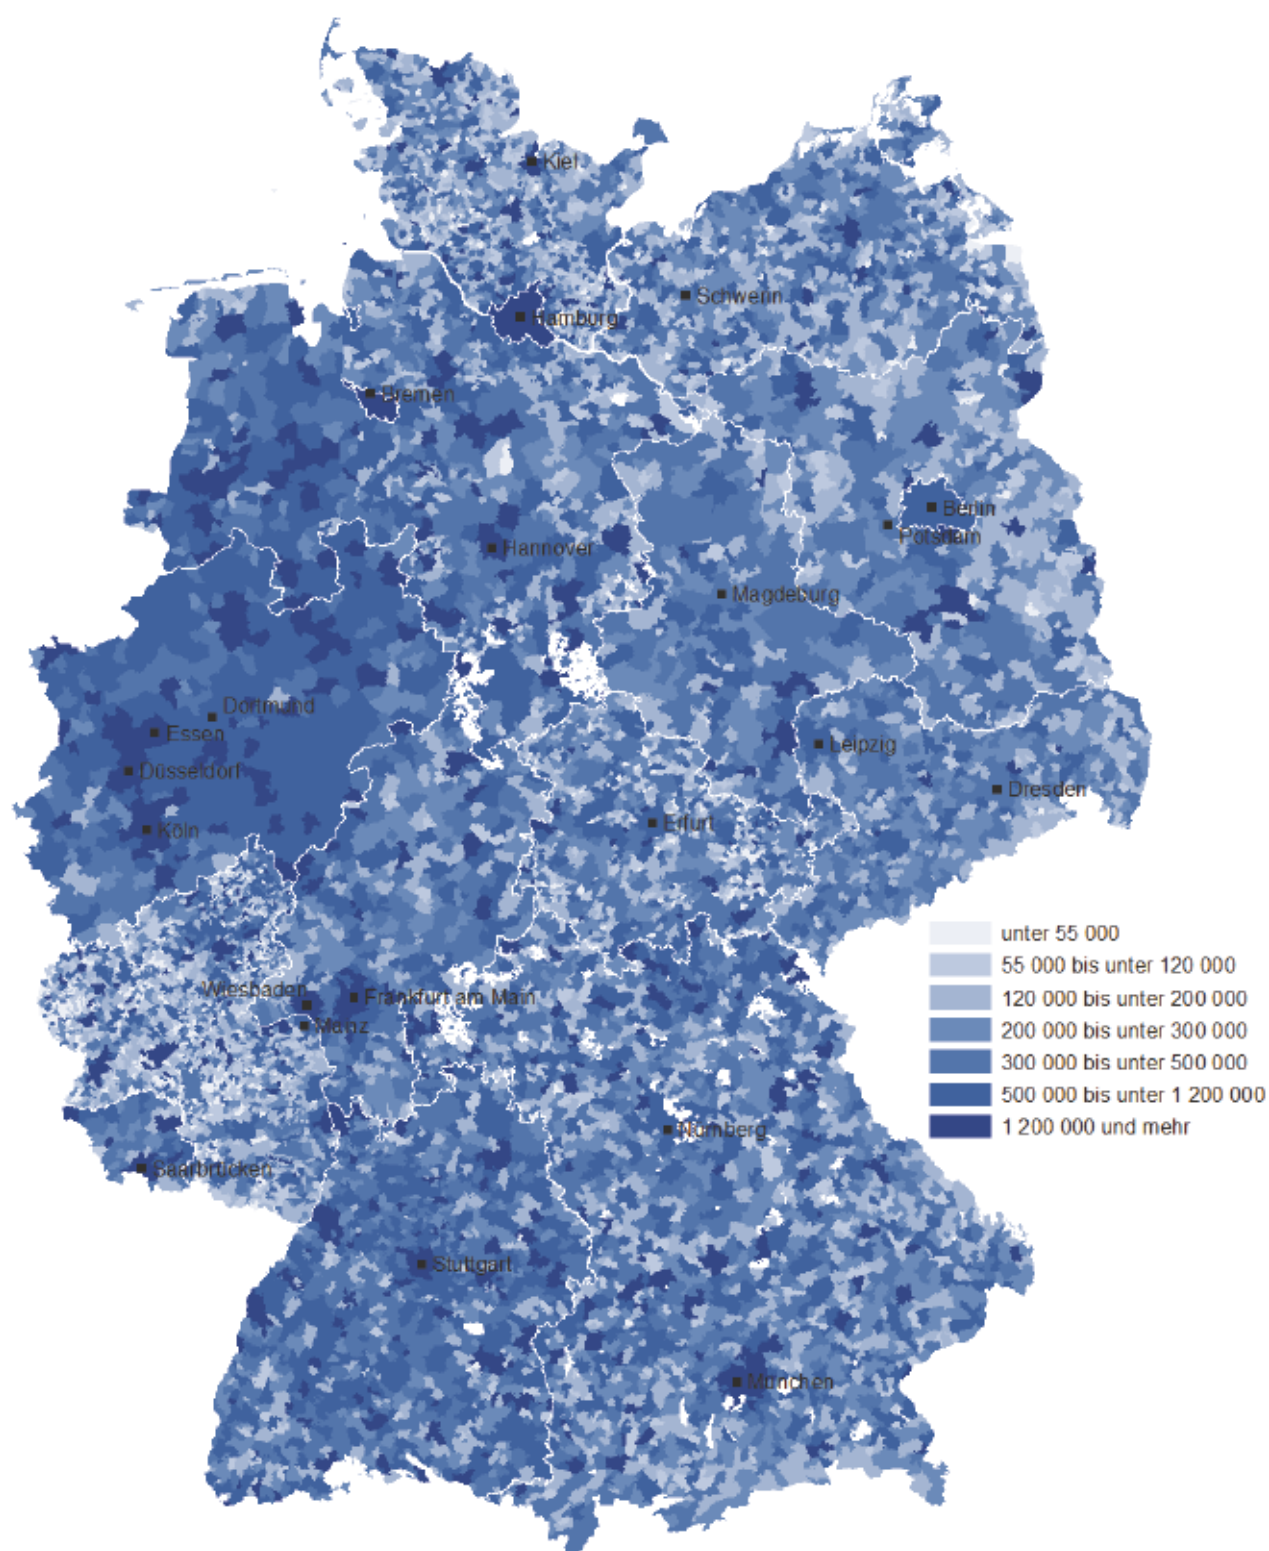 Kiel
Schwerin
Hamburg
Bremen
Berlin
Potsdam
Hannover
Magdeburg
Dortmund
Essen
Leipzig
Düsseldorf
Dresden
Köln
Erfurt
Wiesbaden
Frankfurt am Main
Mainz
Nürnberg
Saarbrücken
Stuttgart
München
unter 55 000
55 000 bis unter 120 000
120 000 bis unter 200 000
200 000 bis unter 300 000
300 000 bis unter 500 000
500 000 bis unter 1 200 000
1 200 000 und mehr